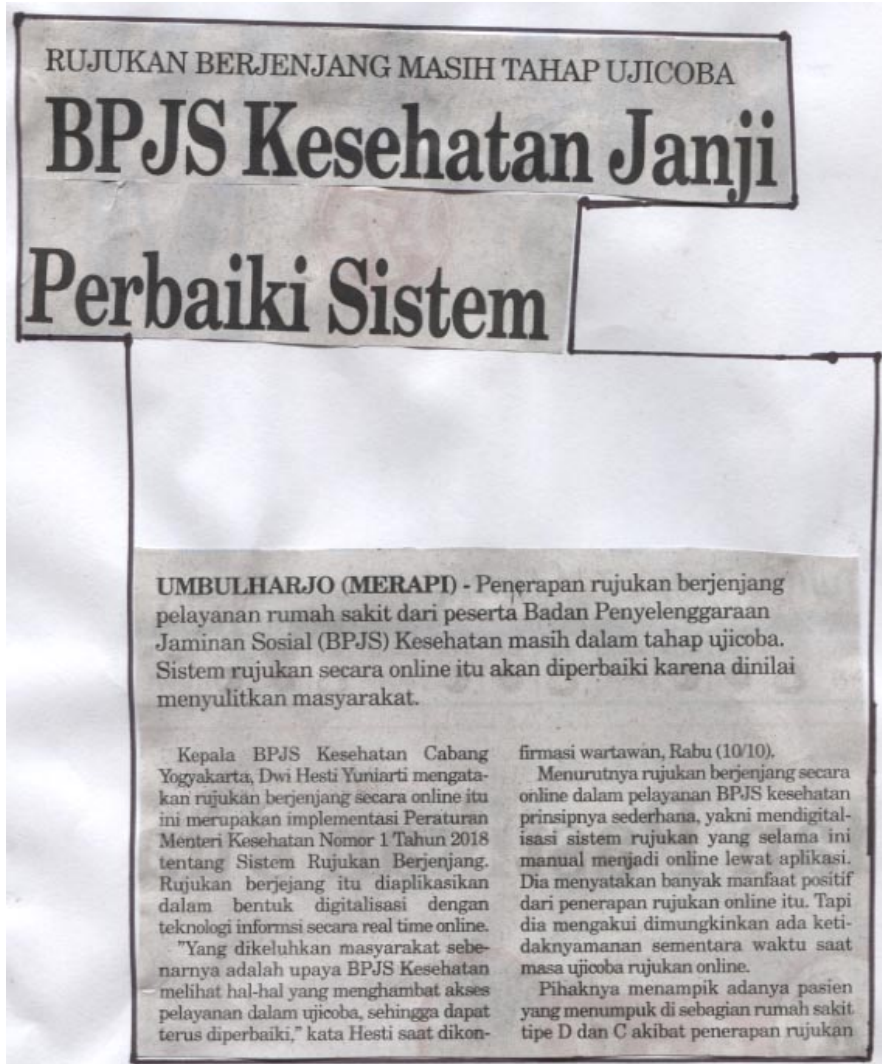 RUJUKAN BERJENJANG MASIH TAHAP UJICOBA
BPJS Kesehatan Janji
Perbaiki Sistem
UMBULHARJO (MERAPI) - Penerapan rujukan berjenjang
pelayanan rumah sakit dari peserta Badan Penyelenggaraan
Jaminan Sosial (BPJS) Kesehatan masih dalam tahap ujicoba.
Sistem rujukan secara online itu akan diperbaiki karena dinilai
menyulitkan masyarakat.
Kepala BPJS Kesehatan Cabang
Yogyakarta, Dwi Hesti Yuniarti mengata-
kan rujukan berjenjang secara online itu
ini merupakan implementasi Peraturan
Menteri Kesehatan Nomor 1 Tahun 2018
tentang Sistem Rujukan Berjenjang.
Rujukan berjejang itu diaplikasikan
dalam bentuk digitalisasi dengan
teknologi informsi secara real time online.
"Yang dikeluhkan masyarakat sebe-
narnya adalah upaya BPJS Kesehatan
melihat hal-hal yang menghambat akses
pelayanan dalam ujicoba, sehingga dapat
terus diperbaiki," kata Hesti saat dikon-
firmasi wartawan, Rabu (10/10).
Menurutnya rujukan berjenjang secara
online dalam pelayanan BPJS kesehatan
prinsipnya sederhana, yakni mendigital-
isasi sistem rujukan yang selama ini
manual menjadi online lewat aplikasi.
Dia menyatakan banyak manfaat positif
dari penerapan rujukan online itu. Tapi
dia mengakui dimungkinkan ada keti-
daknyamanan sementara waktu saat
masa ujicoba rujukan online.
Pihaknya menampik adanya pasien
yang menumpuk di sebagian rumah sakit
tipe D dan C akibat penerapan rujukan